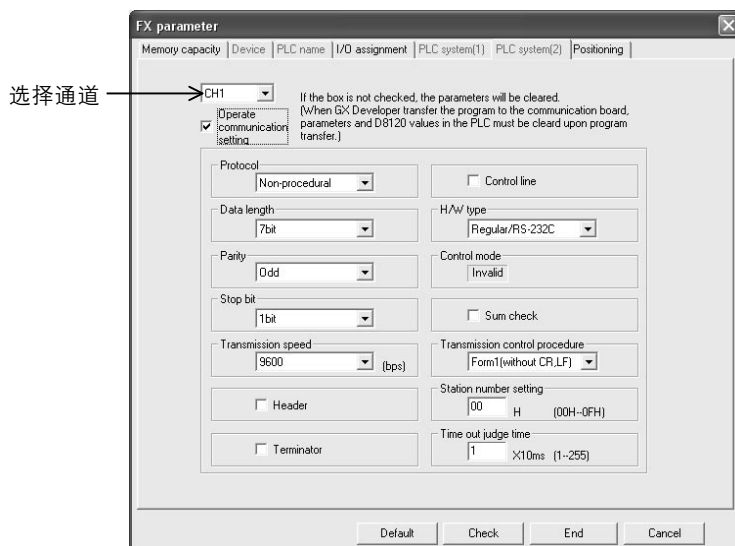 FX parameter
Memory capacity Device PLC name I/O assignment PLC system(1) PLC system(2) Positioning
选择通道
CH1
If the box is not checked, the parameters will be cleared.
(When GX Developer transfer the program to the communication board,
parameters and D8120 values in the PLC must be cleard upon program
transfer.)
Operate
communication
setting
Protocol
Non-procedural
Control line
Data length
7bit
H/W type
Regular/RS-232C
Parity
Odd
Control mode
Invalid
Stop bit
1bit
Sum check
Transmission speed
9600 (bps)
Transmission control procedure
Form1(without CR,LF)
Header
Station number setting
00 H (00H--0FH)
Terminator
Time out judge time
1 X10ms (1--255)
Default Check End Cancel